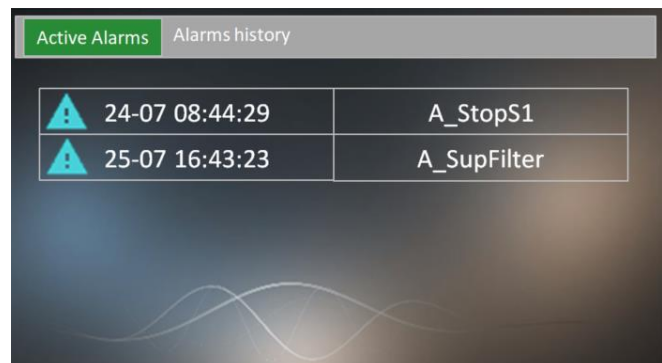 Active Alarms Alarms history
24-07 08:44:29 A_StopS1
25-07 16:43:23 A_SupFilter